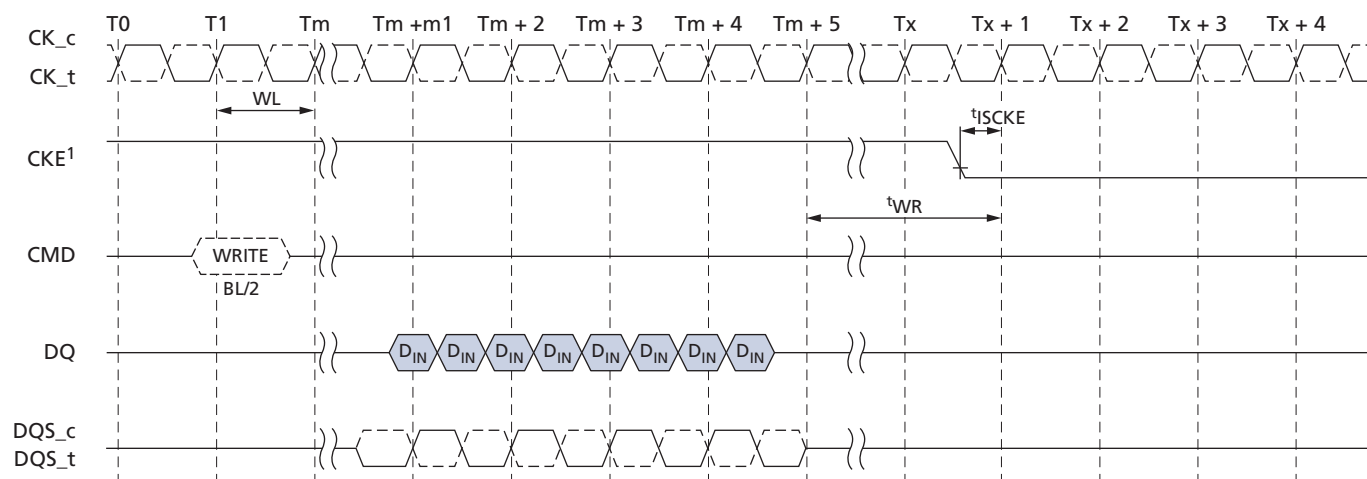 T0 T1 Tm Tm +m1 Tm + 2 Tm + 3 Tm + 4 Tm + 5 Tx Tx + 1 Tx + 2 Tx + 3 Tx + 4
CK_c
CK_t
WL
tISCKE
CKE1
tWR
CMD WRITE
BL/2
DQ DIN DIN DIN DIN DIN DIN DIN DIN
DQS_c
DQS_t